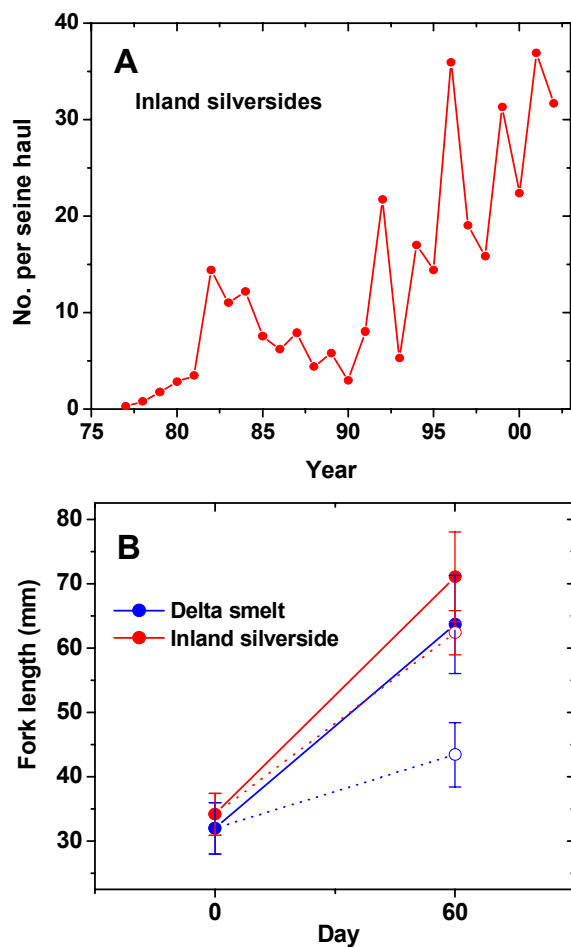 A
Inland silversides
No. per seine haul
40
30
20
10
0
75 80 85 90 95 00
Year
B
Delta smelt
Inland silverside
Fork length (mm)
80
70
60
50
40
30
0 60
Day